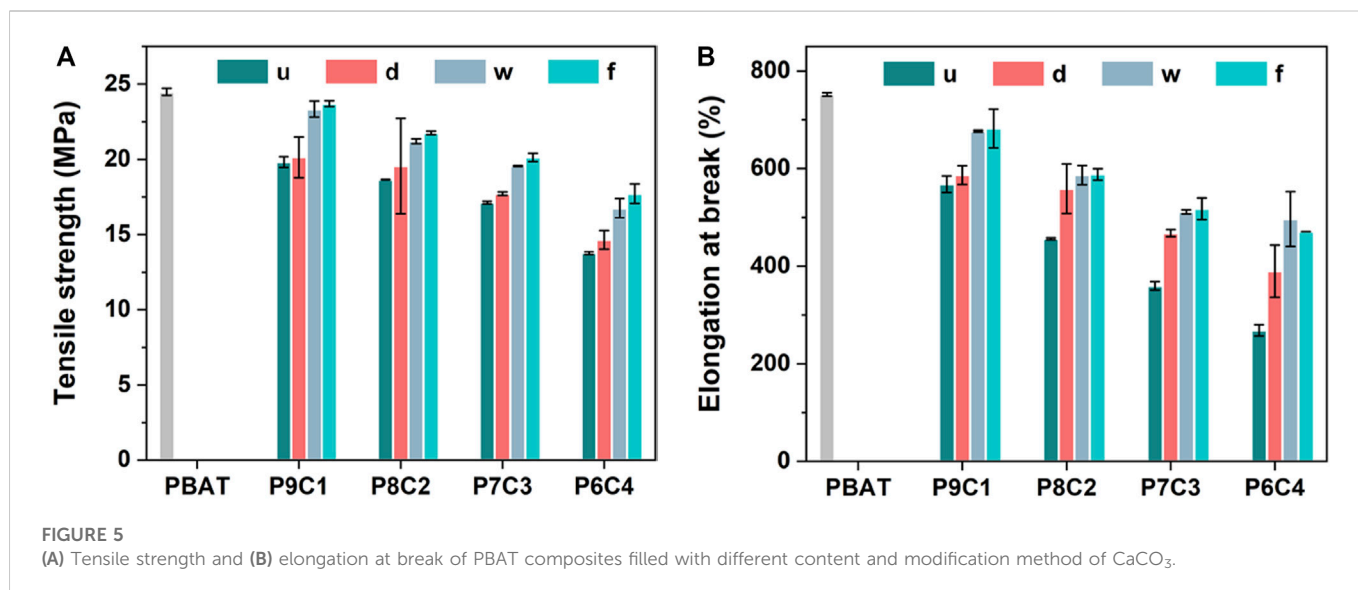 A
u d w f
Tensile strength (MPa)
25
20
15
10
5
0
PBAT P9C1 P8C2 P7C3 P6C4
B
u d w f
Elongation at break (%)
800
600
400
200
0
PBAT P9C1 P8C2 P7C3 P6C4
FIGURE 5
(A) Tensile strength and (B) elongation at break of PBAT composites filled with different content and modification method of CaCO₃.